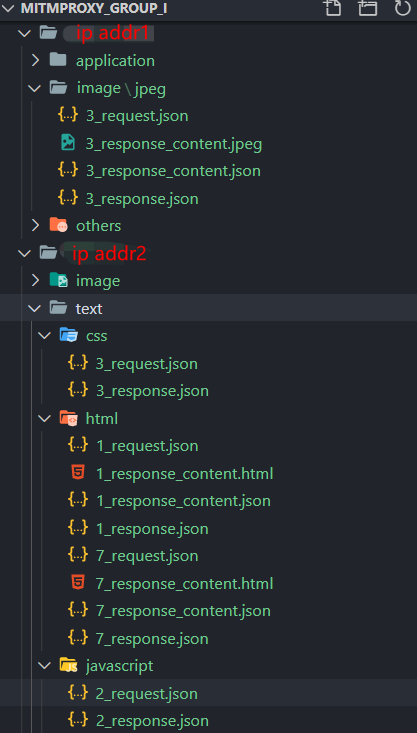 MITMPROXY_GROUP_I
ip addr1
application
image \ jpeg
3_request.json
3_response_content.jpeg
3_response_content.json
3_response.json
others
ip addr2
image
text
css
3_request.json
3_response.json
html
1_request.json
1_response_content.html
1_response_content.json
1_response.json
7_request.json
7_response_content.html
7_response_content.json
7_response.json
javascript
2_request.json
2_response.json